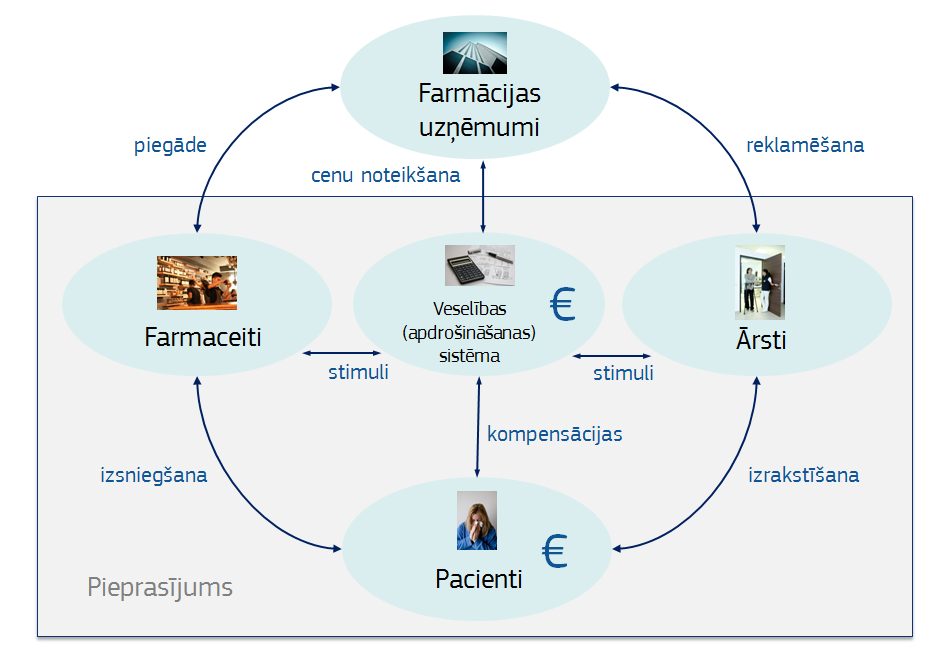 Farmācijas
uzņēmumi
piegāde
reklamēšana
cenu noteikšana
Farmaceiti
Veselības
(apdrošināšanas)
sistēma
€
Ārsti
stimuli
stimuli
kompensācijas
izsniegšana
izrakstīšana
€
Pacienti
Pieprasījums